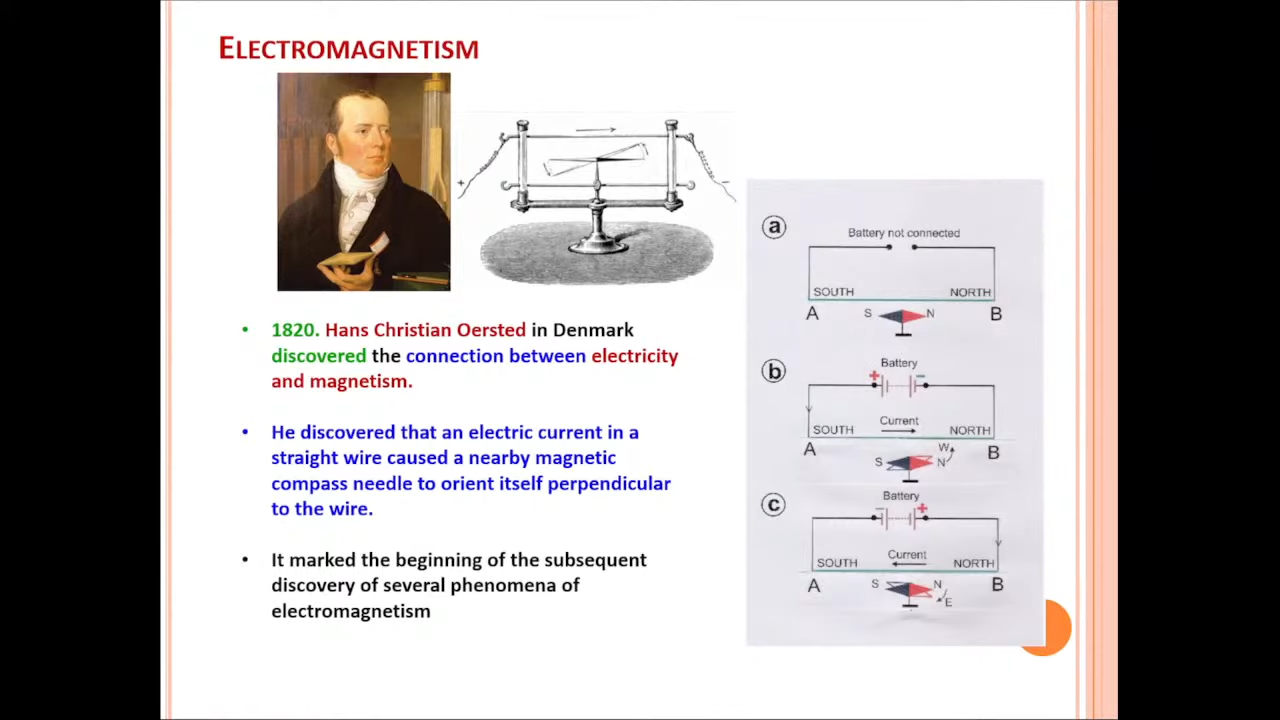 ELECTROMAGNETISM
+
−
• 1820. Hans Christian Oersted in Denmark
discovered the connection between electricity
and magnetism.
• He discovered that an electric current in a
straight wire caused a nearby magnetic
compass needle to orient itself perpendicular
to the wire.
• It marked the beginning of the subsequent
discovery of several phenomena of
electromagnetism
a
Battery not connected
SOUTH NORTH
A B
S N
b
Battery
+ −
Current
SOUTH NORTH
A B
W
S N
c
Battery
− +
Current
SOUTH NORTH
A B
S N
E